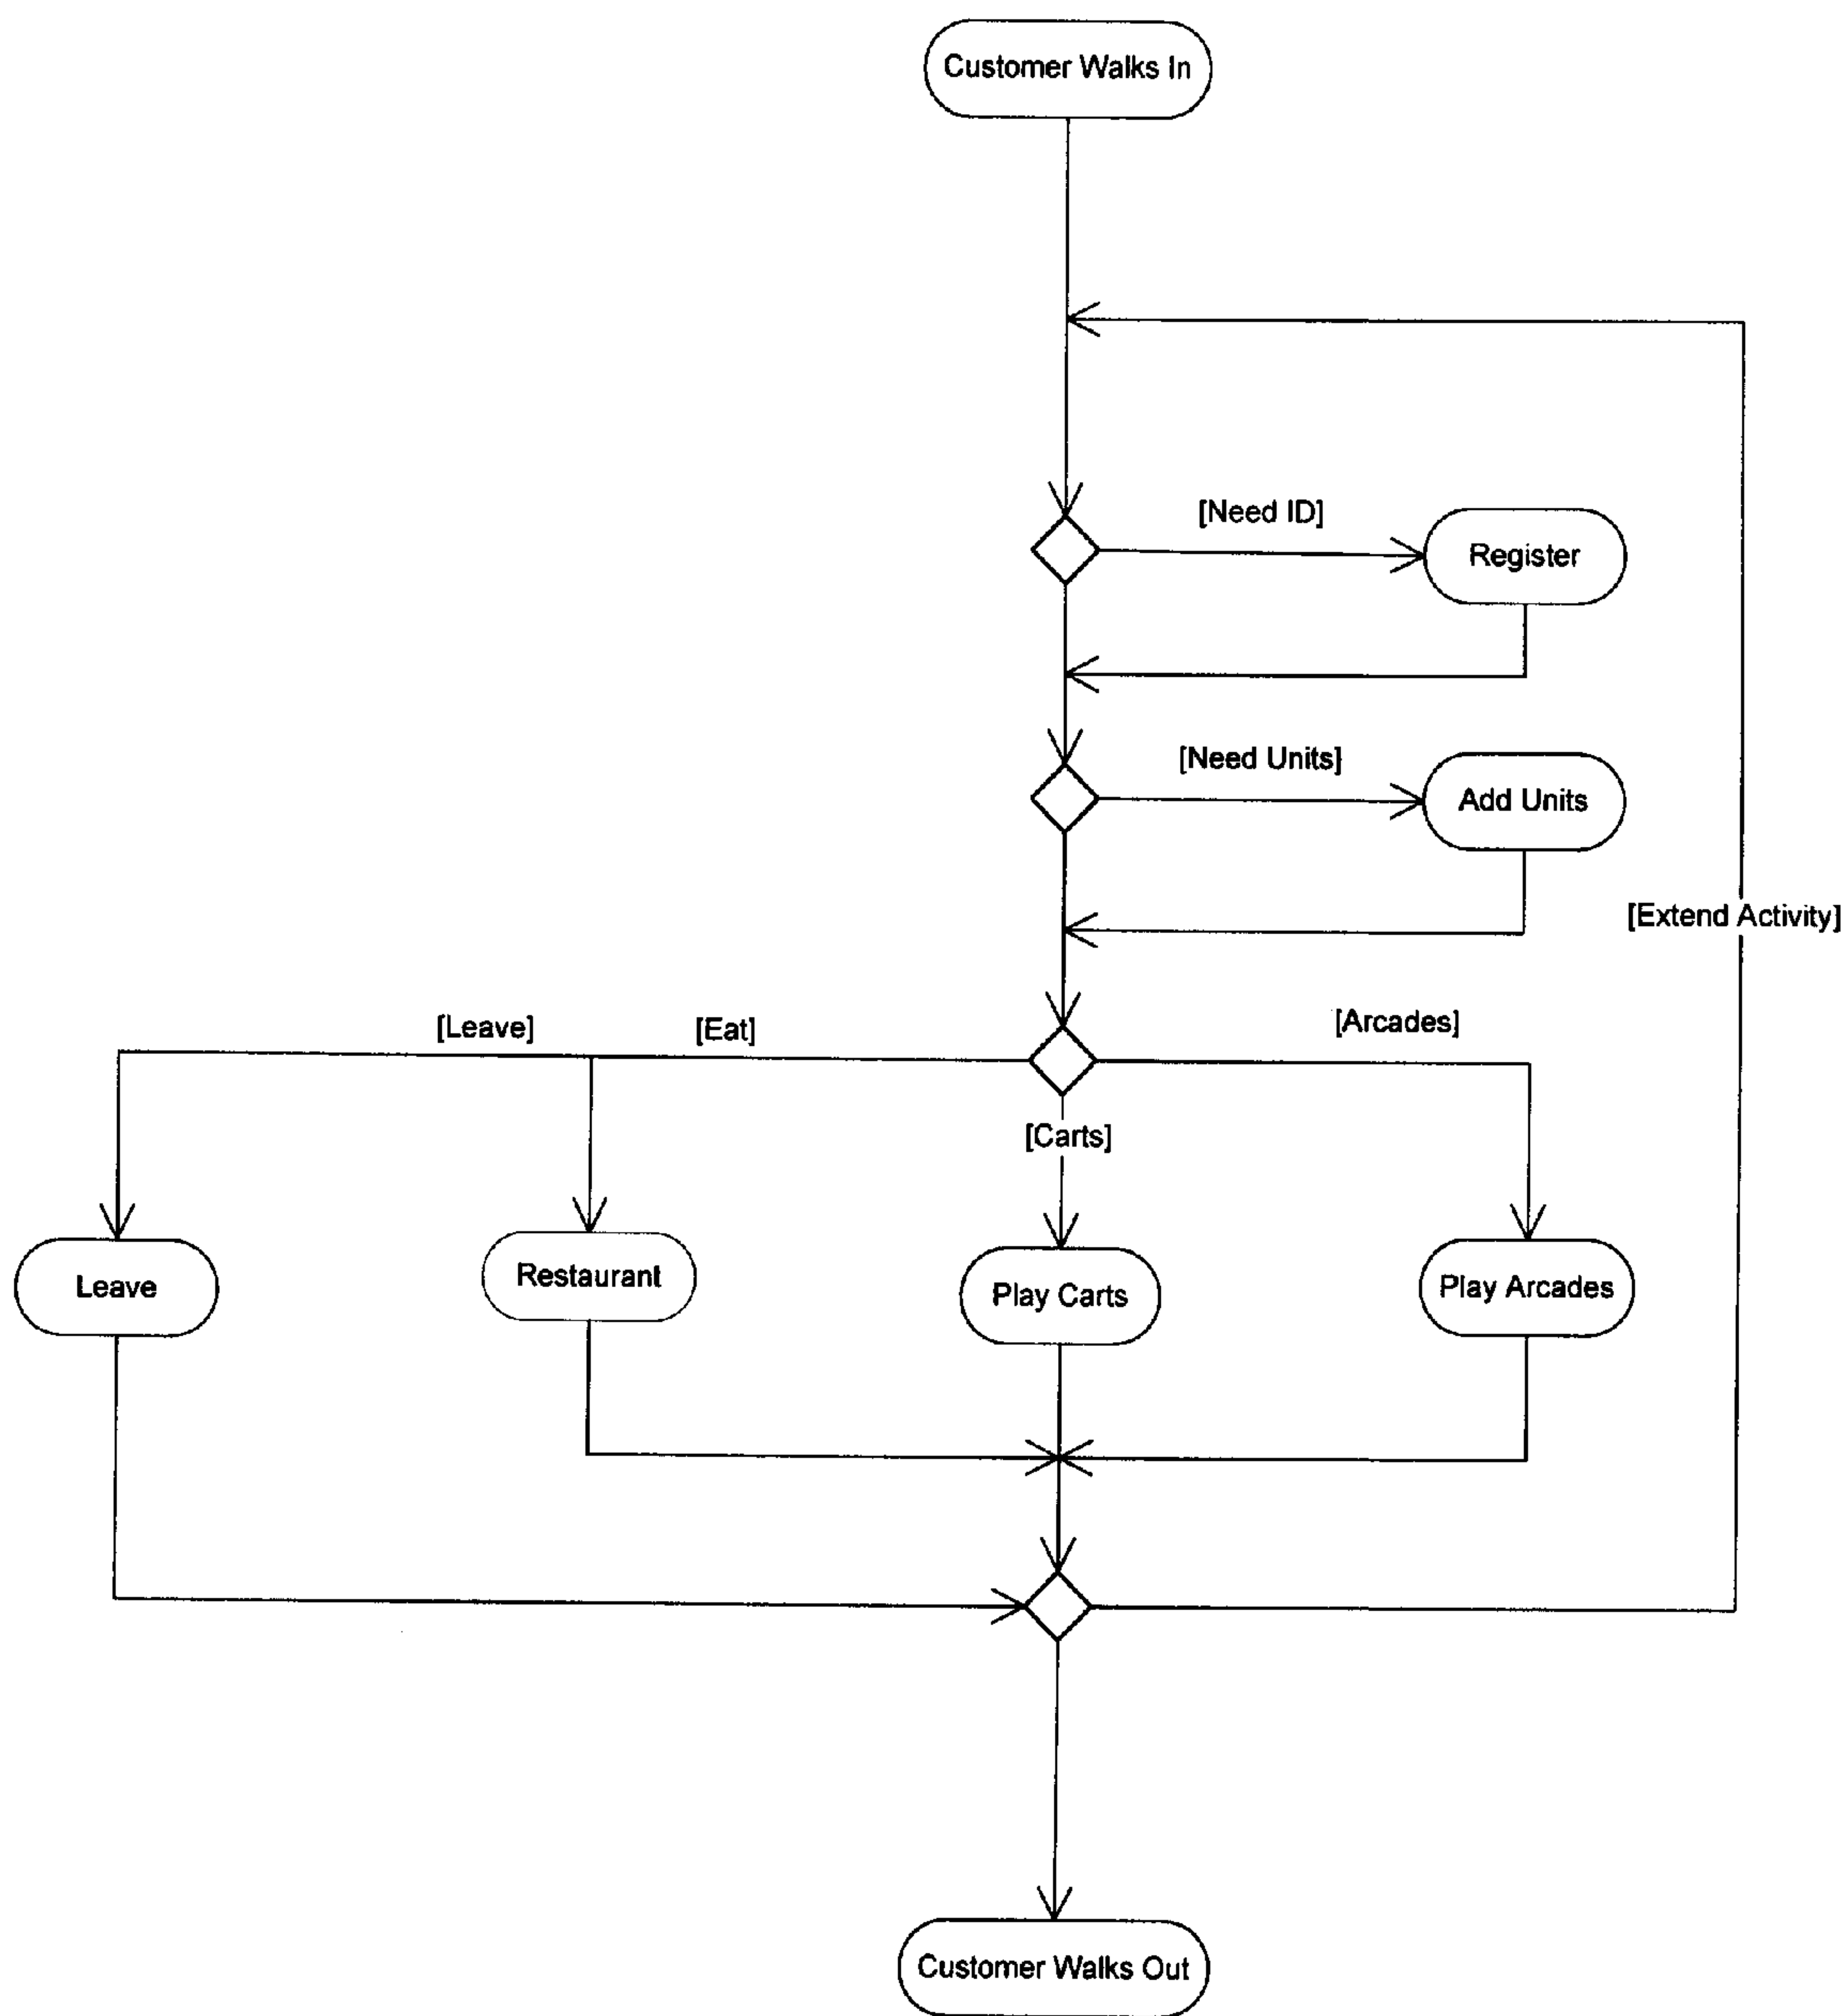 Customer Walks In
[Need ID]
Register
[Need Units]
Add Units
[Extend Activity]
[Leave]
[Eat]
[Arcades]
[Carts]
Leave
Restaurant
Play Carts
Play Arcades
Customer Walks Out